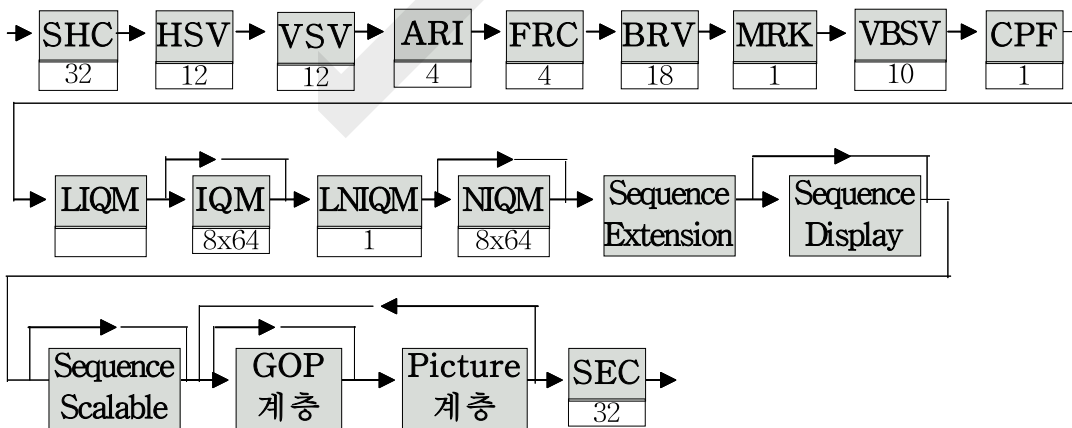 SHC HSV VSV ARI FRC BRV MRK VBSV CPF
32 12 12 4 4 18 1 10 1
LIQM IQM LNIQM NIQM Sequence Extension Sequence Display
8x64 1 8x64
Sequence Scalable GOP 계층 Picture 계층 SEC
32